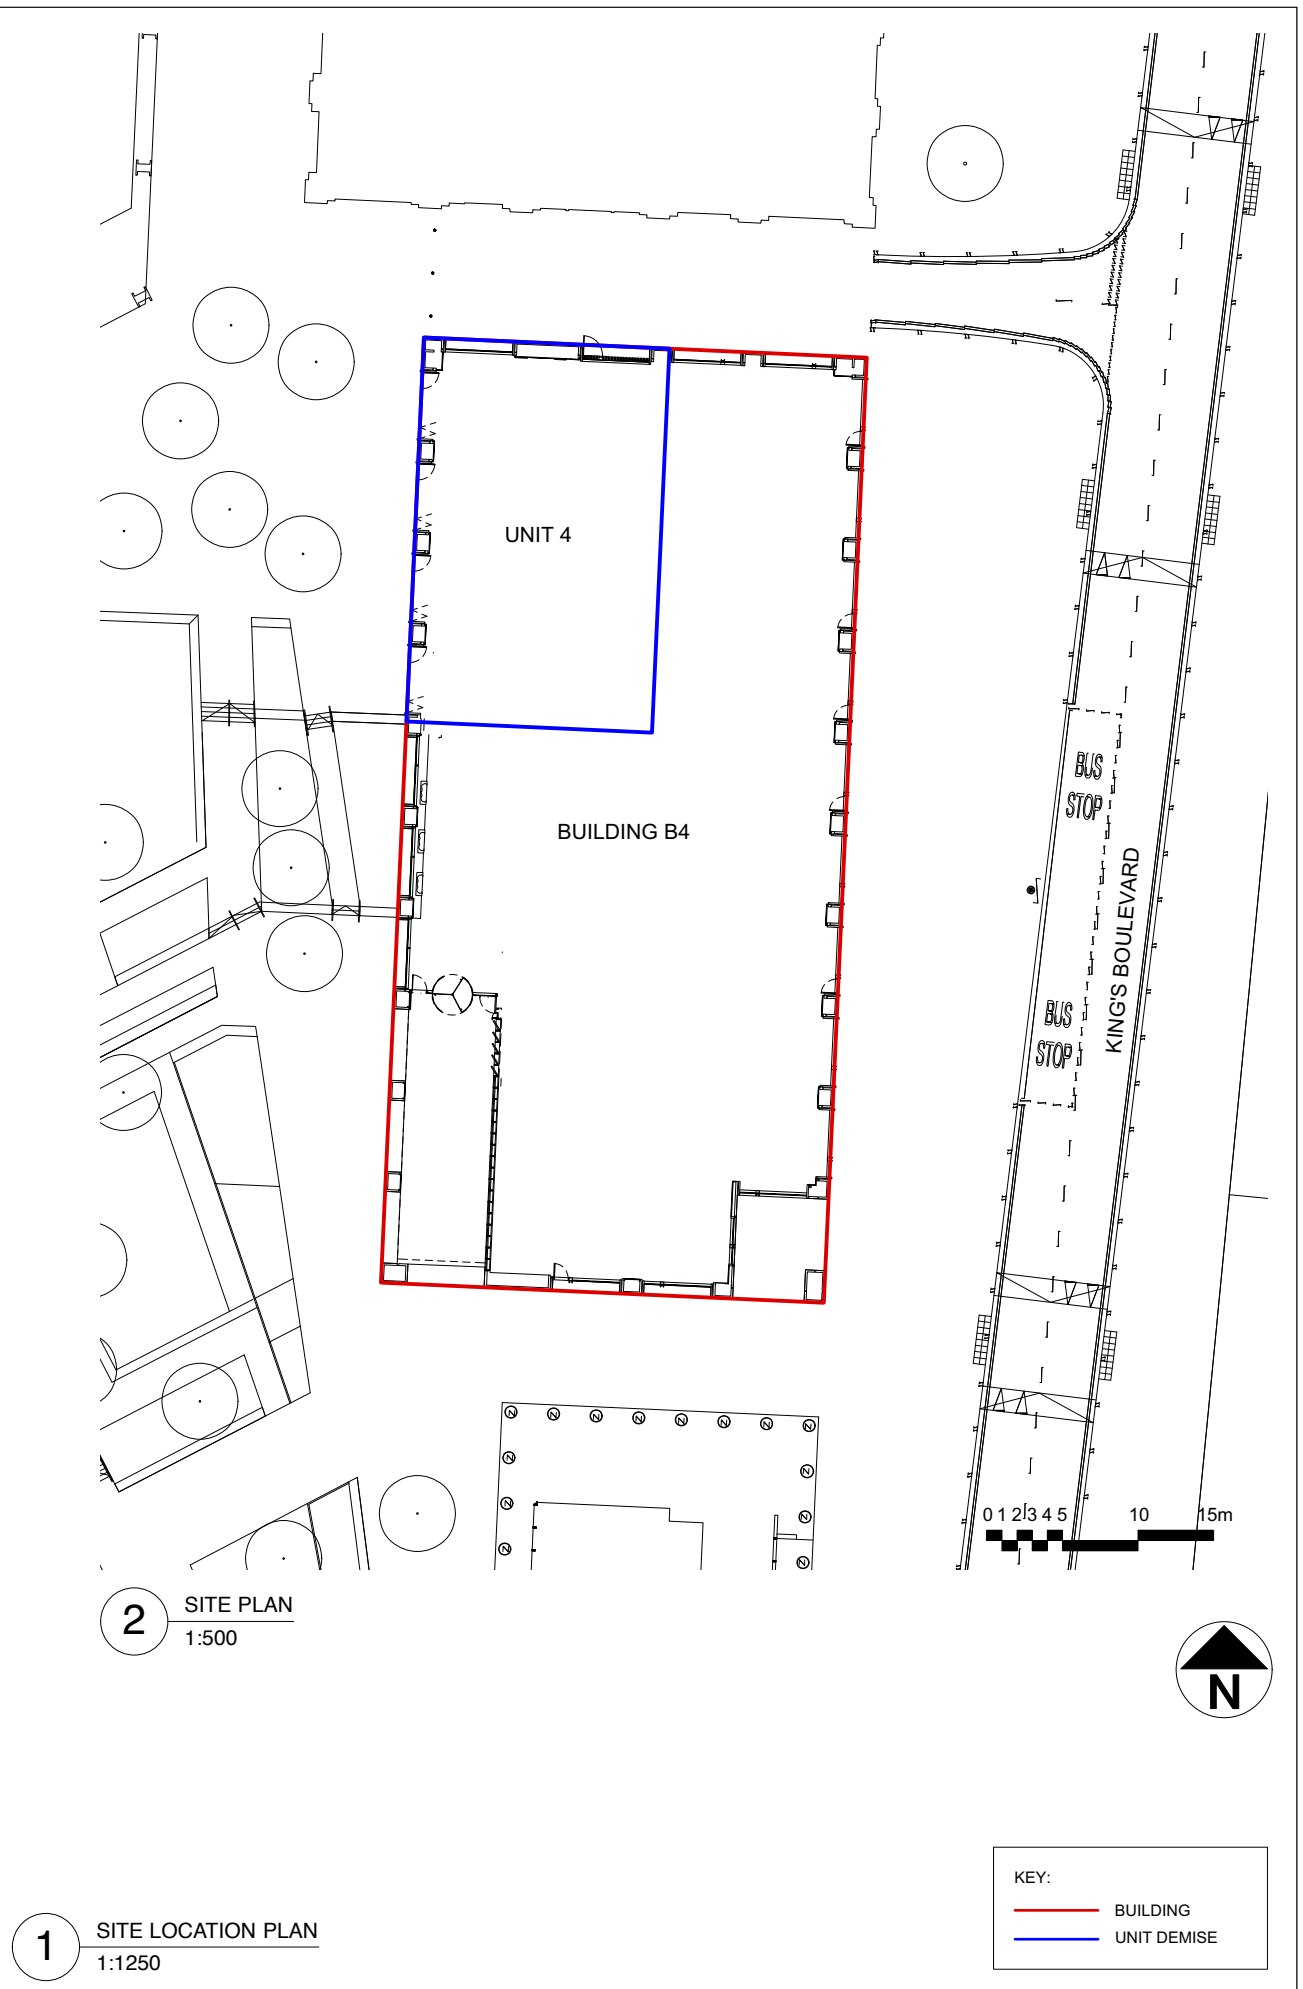 UNIT 4
BUILDING B4
BUS
STOP
KING'S BOULEVARD
BUS
STOP
0 1 2 3 4 5 10 15m
2
SITE PLAN
1:500
N
KEY:
BUILDING
UNIT DEMISE
1
SITE LOCATION PLAN
1:1250